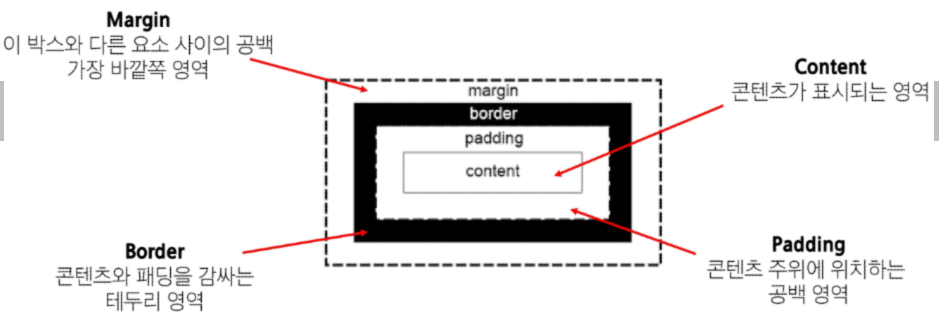 Margin
이 박스와 다른 요소 사이의 공백
가장 바깥쪽 영역
Content
콘텐츠가 표시되는 영역
margin
border
padding
content
Border
콘텐츠와 패딩을 감싸는
테두리 영역
Padding
콘텐츠 주위에 위치하는
공백 영역